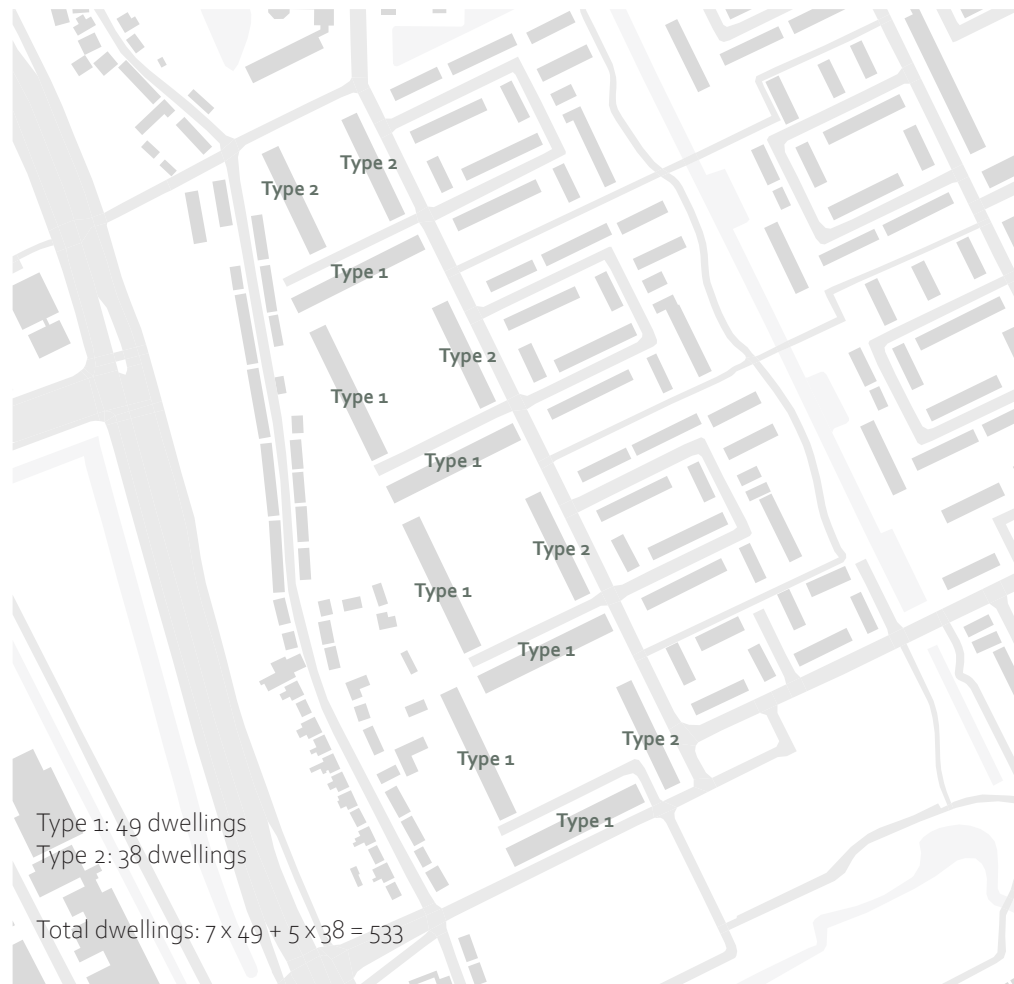 Type 2
Type 2
Type 1
Type 2
Type 1
Type 1
Type 2
Type 1
Type 1
Type 2
Type 1
Type 1
Type 1: 49 dwellings
Type 2: 38 dwellings
Total dwellings: 7 x 49 + 5 x 38 = 533